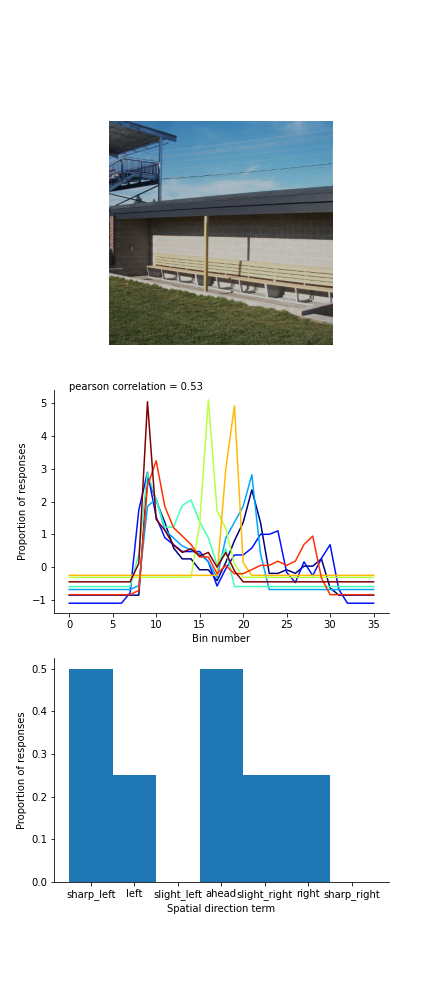 pearson correlation = 0.53
5
4
3
2
1
0
−1
Proportion of responses
0 5 10 15 20 25 30 35
Bin number
0.5
0.4
0.3
0.2
0.1
0.0
Proportion of responses
sharp_left left slight_left ahead slight_right right sharp_right
Spatial direction term